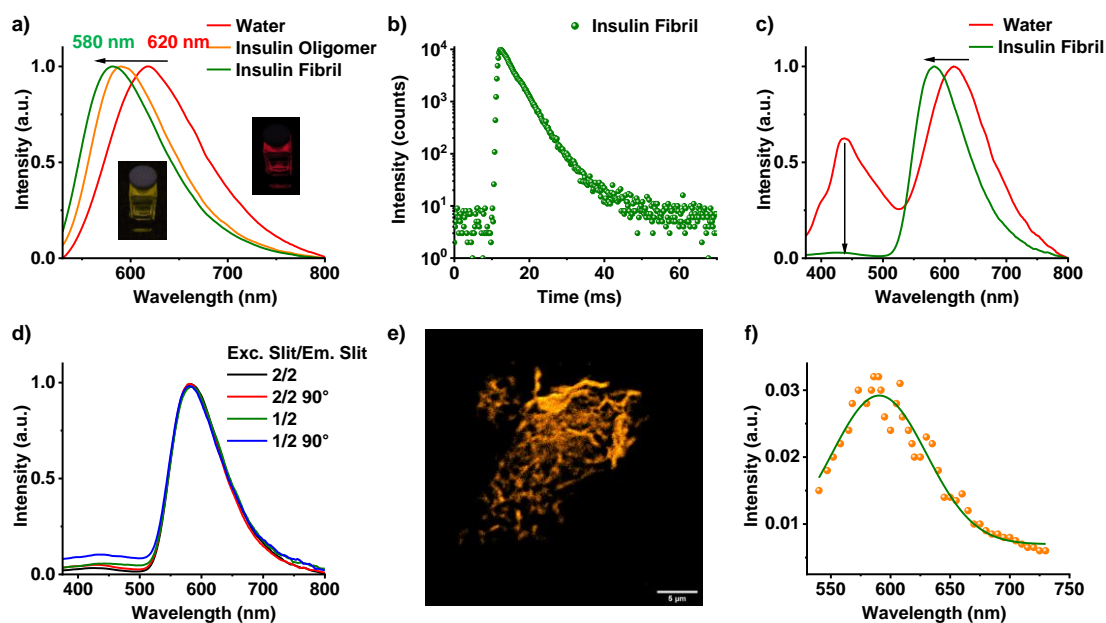 a)
580 nm
620 nm
Water
Insulin Oligomer
Insulin Fibril
1.0
0.5
0.0
600
700
800
Wavelength (nm)
Intensity (a.u.)
b)
Insulin Fibril
10⁴
10³
10²
10¹
10⁰
0
20
40
60
Time (ms)
Intensity (counts)
c)
Water
Insulin Fibril
1.0
0.5
0.0
400
500
600
700
800
Wavelength (nm)
Intensity (a.u.)
d)
Exc. Slit/Em. Slit
2/2
2/2 90°
1/2
1/2 90°
1.0
0.5
0.0
400
500
600
700
800
Wavelength (nm)
Intensity (a.u.)
e)
5 µm
f)
0.03
0.02
0.01
550
600
650
700
750
Wavelength (nm)
Intensity (a.u.)